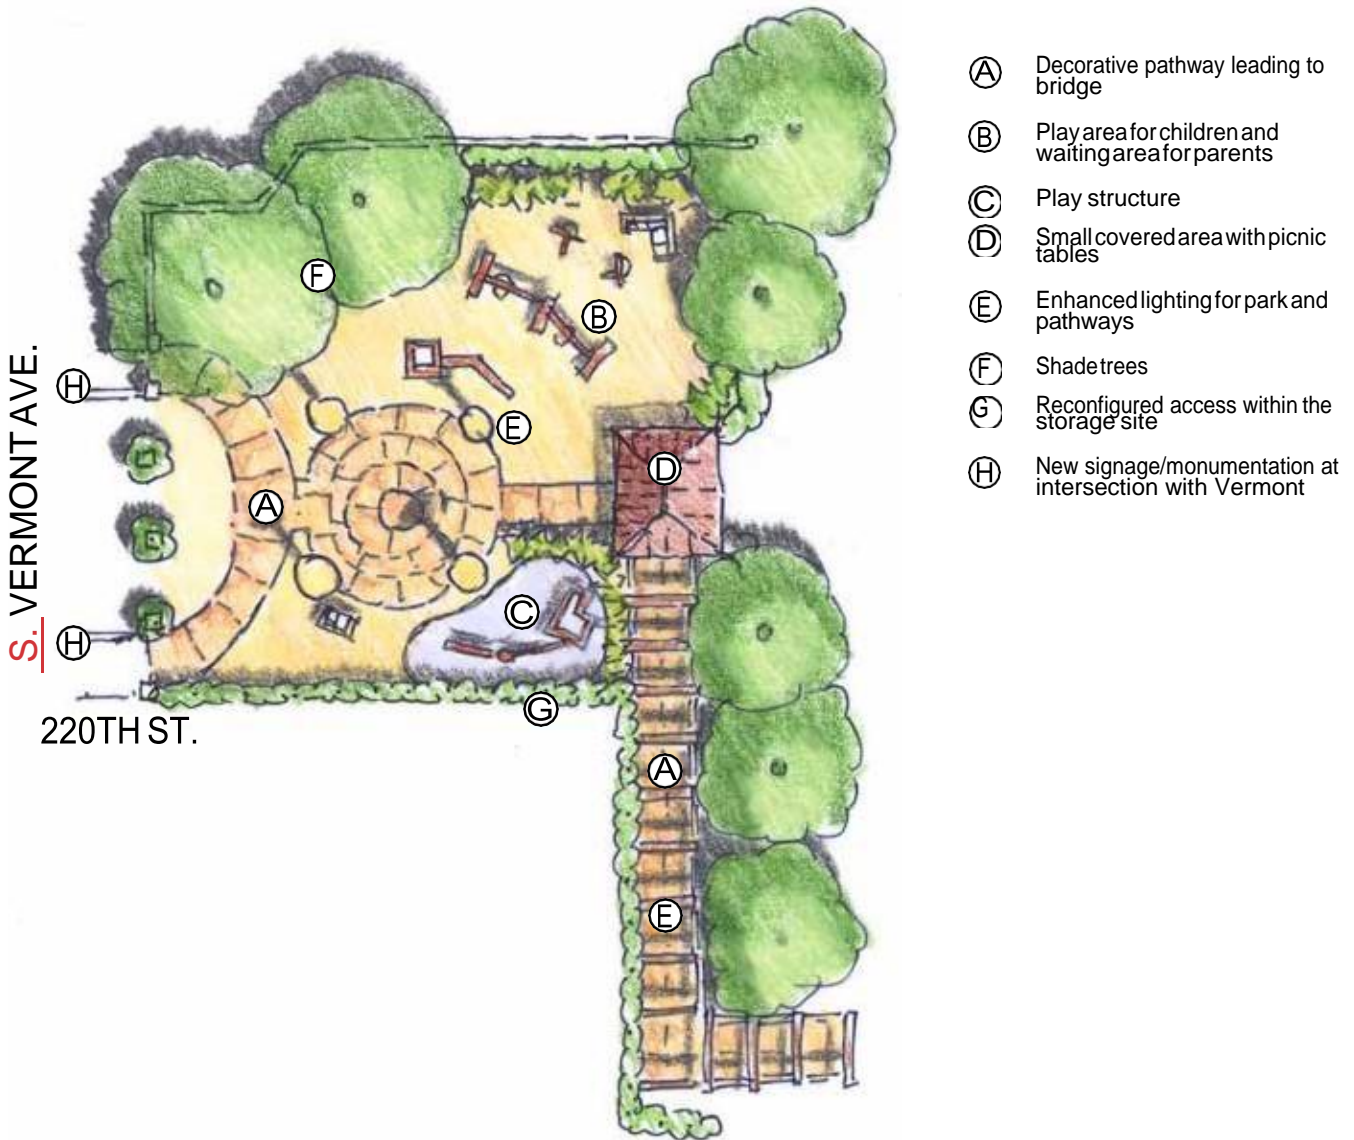 A Decorative pathway leading to
bridge
B Play area for children and
waiting area for parents
C Play structure
D Small covered area with picnic
tables
E Enhanced lighting for park and
pathways
F Shade trees
G Reconfigured access within the
storage site
H New signage/monumentation at
intersection with Vermont
F
B
H
E
D
A
C
H
G
A
E
S. VERMONT AVE.
220TH ST.